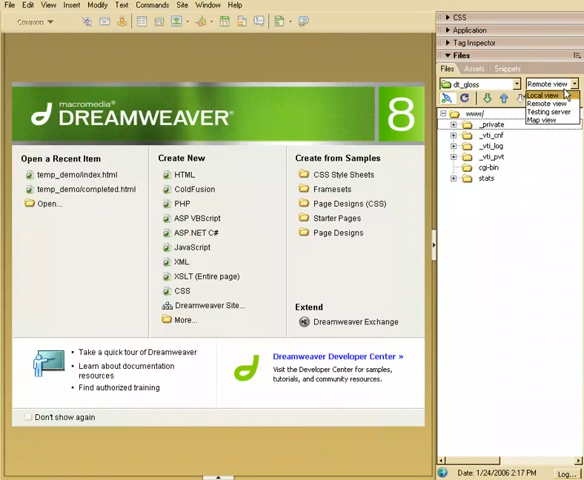 File Edit View Insert Modify Text Commands Site Window Help
Common
macromedia®
DREAMWEAVER® 8
Open a Recent Item
temp_demo/index.html
temp_demo/completed.html
Open...
Create New
HTML
ColdFusion
PHP
ASP VBScript
ASP.NET C#
JavaScript
XML
XSLT (Entire page)
CSS
Dreamweaver Site...
More...
Create from Samples
CSS Style Sheets
Framesets
Page Designs (CSS)
Starter Pages
Page Designs
Extend
Dreamweaver Exchange
• Take a quick tour of Dreamweaver
• Learn about documentation
resources
• Find authorized training
Dreamweaver Developer Center »
Visit the Developer Center for samples,
tutorials, and community resources.
Don't show again
CSS
Application
Tag Inspector
Files
Files Assets Snippets
dt_gloss Remote view
Local view
Remote view
Testing server
Map view
www/
_private
_vti_cnf
_vti_log
_vti_pvt
cgi-bin
stats
Date: 1/24/2006 2:17 PM Log...